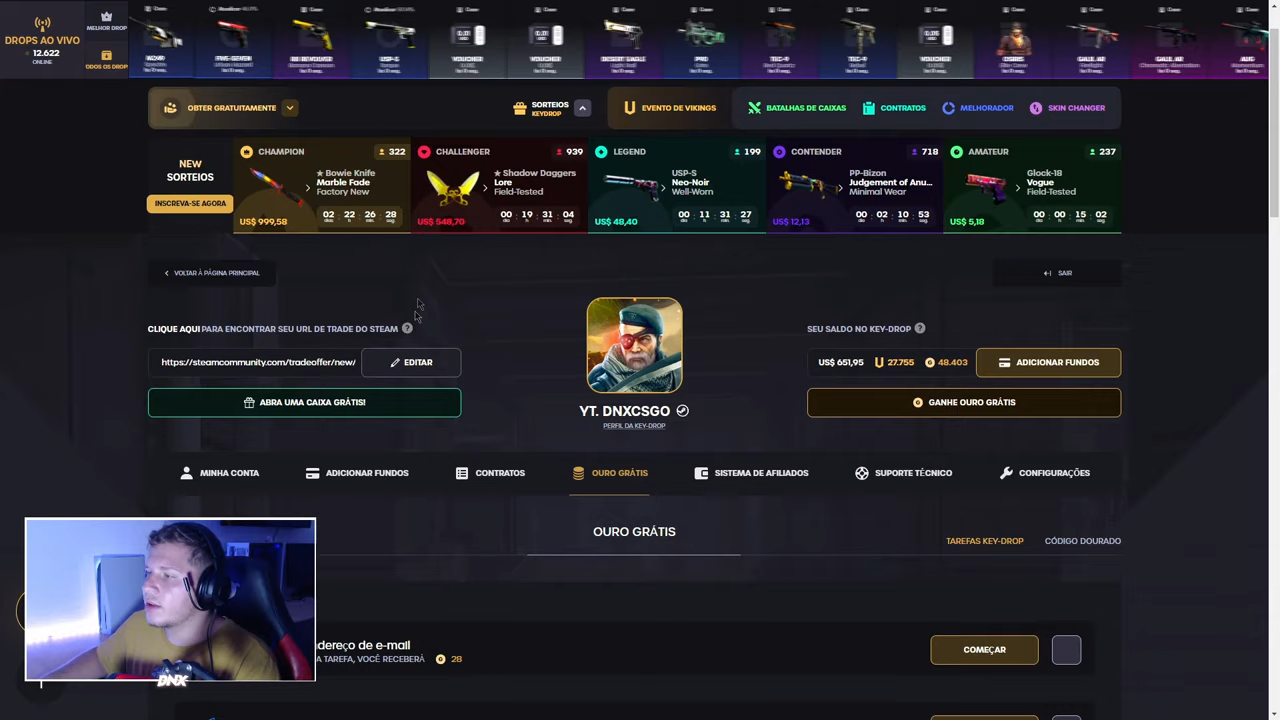 DROPS AO VIVO
12.622
ONLINE
MELHOR DROP
VOUCHER
VOUCHER
DESERT EAGLE
VOUCHER
OBTER GRATUITAMENTE
SORTEIOS
KEYDROP
EVENTO DE VIKINGS
BATALHAS DE CAIXAS
CONTRATOS
MELHORADOR
SKIN CHANGER
NEW
SORTEIOS
INSCREVA-SE AGORA
CHAMPION
322
★ Bowie Knife
Marble Fade
Factory New
US$ 999,58
02 22 26 28
CHALLENGER
939
★ Shadow Daggers
Lore
Field-Tested
US$ 548,70
00 19 31 04
LEGEND
199
USP-S
Neo-Noir
Well-Worn
US$ 48,40
00 11 31 27
CONTENDER
718
PP-Bizon
Judgement of Anu...
Minimal Wear
US$ 12,13
00 02 10 53
AMATEUR
237
Glock-18
Vogue
Field-Tested
US$ 5,18
00 00 15 02
VOLTAR À PÁGINA PRINCIPAL
SAIR
CLIQUE AQUI PARA ENCONTRAR SEU URL DE TRADE DO STEAM ?
https://steamcommunity.com/tradeoffer/new/
EDITAR
ABRA UMA CAIXA GRÁTIS!
YT. DNXCSGO
PERFIL DA KEY-DROP
SEU SALDO NO KEY-DROP ?
US$ 651,95 27.755 48.403
ADICIONAR FUNDOS
GANHE OURO GRÁTIS
MINHA CONTA
ADICIONAR FUNDOS
CONTRATOS
OURO GRÁTIS
SISTEMA DE AFILIADOS
SUPORTE TÉCNICO
CONFIGURAÇÕES
OURO GRÁTIS
TAREFAS KEY-DROP
CÓDIGO DOURADO
dereço de e-mail
A TAREFA, VOCÊ RECEBERÁ 28
COMEÇAR
DNX